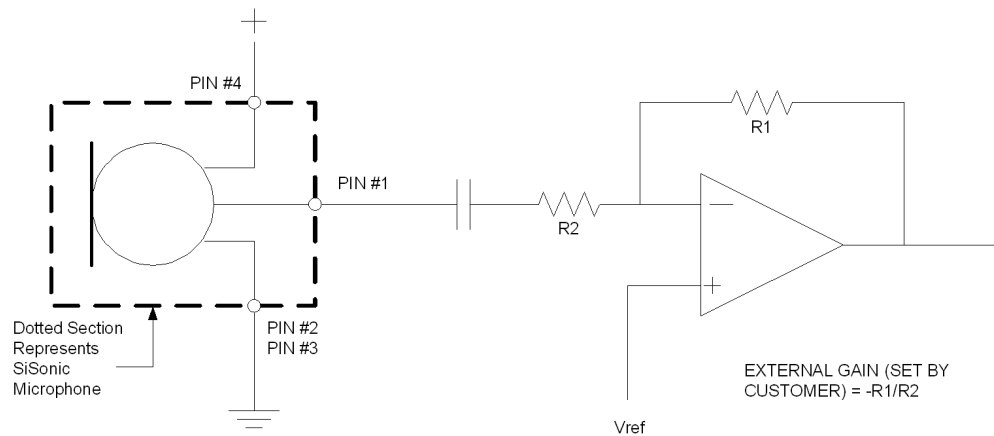 PIN #4
PIN #1
R1
R2
Dotted Section
Represents
SiSonic
Microphone
PIN #2
PIN #3
Vref
EXTERNAL GAIN (SET BY
CUSTOMER) = -R1/R2